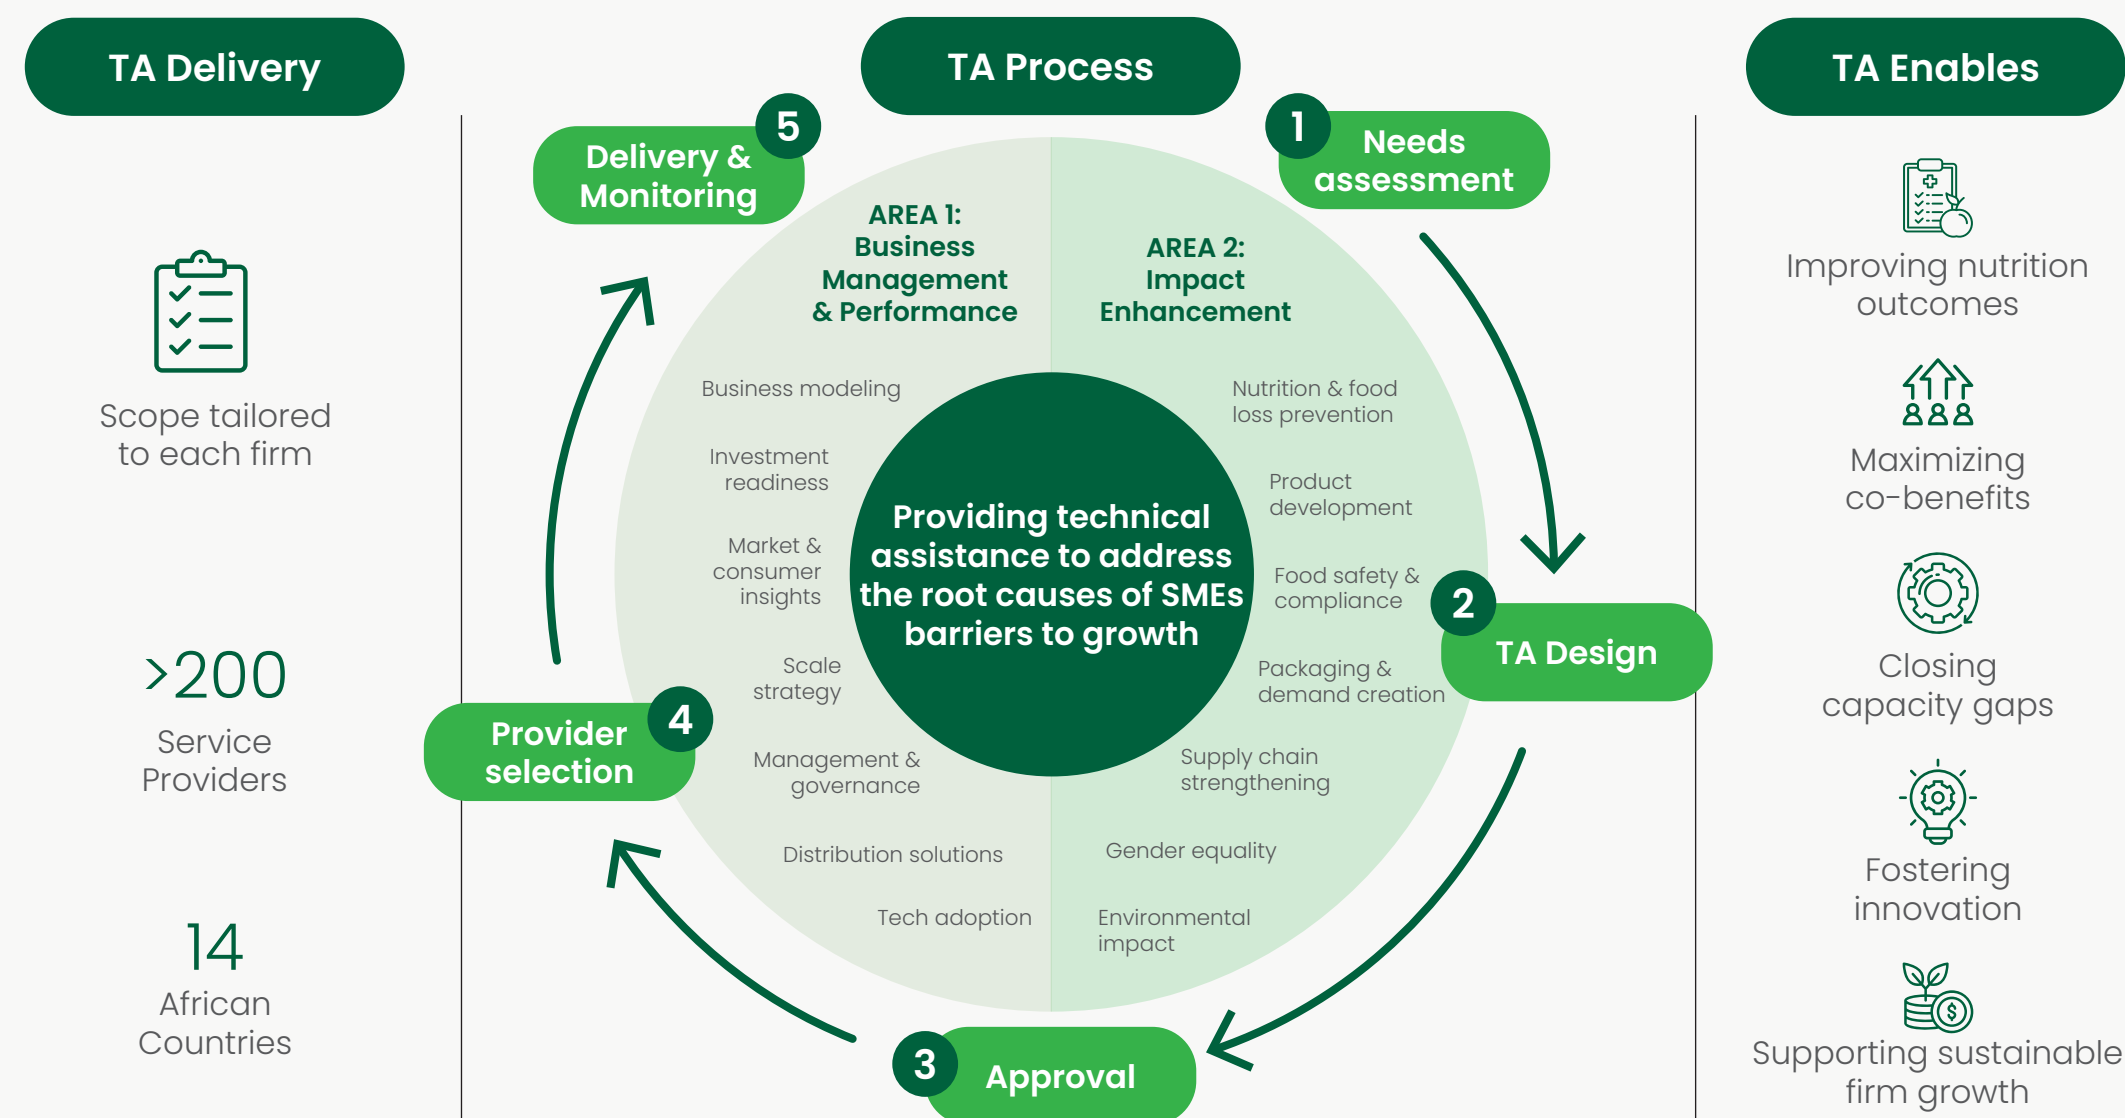 TA Delivery
Scope tailored
to each firm
>200
Service
Providers
14
African
Countries
TA Process
1
Needs
assessment
2
TA Design
3
Approval
4
Provider
selection
5
Delivery &
Monitoring
AREA 1:
Business
Management
& Performance
Business modeling
Investment
readiness
Market &
consumer
insights
Scale
strategy
Management &
governance
Distribution solutions
Tech adoption
Providing technical
assistance to address
the root causes of SMEs
barriers to growth
AREA 2:
Impact
Enhancement
Nutrition & food
loss prevention
Product
development
Food safety &
compliance
Packaging &
demand creation
Supply chain
strengthening
Gender equality
Environmental
impact
TA Enables
Improving nutrition
outcomes
Maximizing
co-benefits
Closing
capacity gaps
Fostering
innovation
$
Supporting sustainable
firm growth